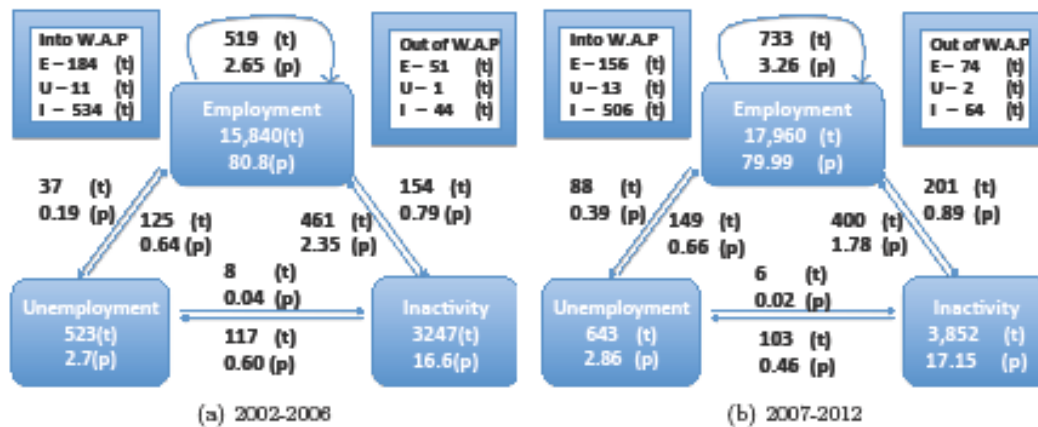 Into W.A.P
E – 184 (t)
U – 11 (t)
I – 534 (t)
519 (t)
2.65 (p)
Out of W.A.P
E – 51 (t)
U – 1 (t)
I – 44 (t)
Employment
15,840(t)
80.8(p)
37 (t)
0.19 (p)
125 (t)
0.64 (p)
461 (t)
2.35 (p)
154 (t)
0.79 (p)
8 (t)
0.04 (p)
Unemployment
523(t)
2.7(p)
117 (t)
0.60 (p)
Inactivity
3247(t)
16.6(p)
(a) 2002-2006
Into W.A.P
E – 156 (t)
U – 13 (t)
I – 506 (t)
733 (t)
3.26 (p)
Out of W.A.P
E – 74 (t)
U – 2 (t)
I – 64 (t)
Employment
17,960 (t)
79.99 (p)
88 (t)
0.39 (p)
149 (t)
0.66 (p)
400 (t)
1.78 (p)
201 (t)
0.89 (p)
6 (t)
0.02 (p)
Unemployment
643 (t)
2.86 (p)
103 (t)
0.46 (p)
Inactivity
3,852 (t)
17.15 (p)
(b) 2007-2012